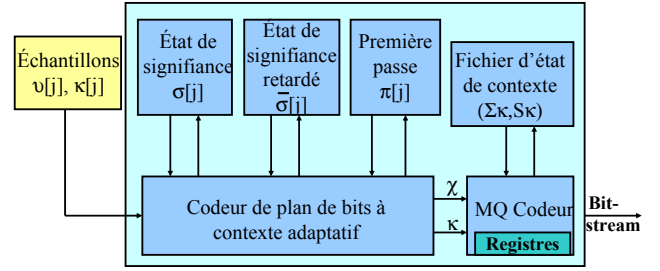 Échantillons
υ[j], κ[j]
État de
signifiance
σ[j]
État de
signifiance
retardé
σ̅[j]
Première
passe
π[j]
Fichier d'état
de contexte
(Σκ,Sκ)
Codeur de plan de bits à
contexte adaptatif
χ
κ
MQ Codeur
Registres
Bit-
stream